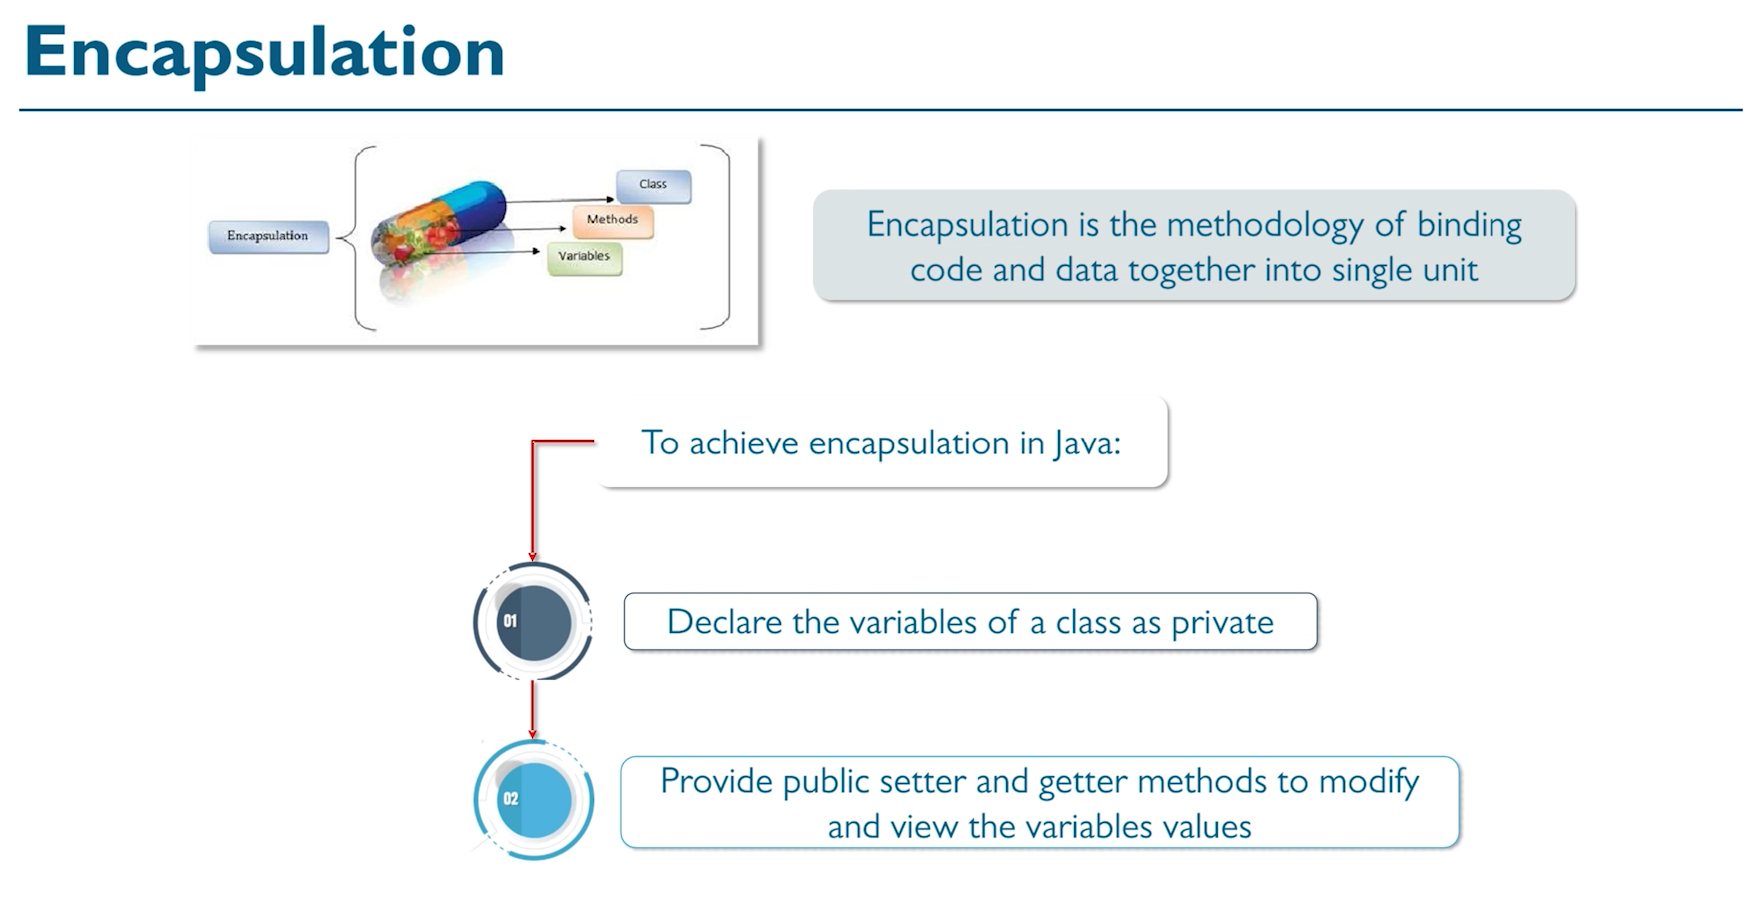 Encapsulation
Encapsulation
Class
Methods
Variables
Encapsulation is the methodology of binding
code and data together into single unit
To achieve encapsulation in Java:
01
Declare the variables of a class as private
02
Provide public setter and getter methods to modify
and view the variables values